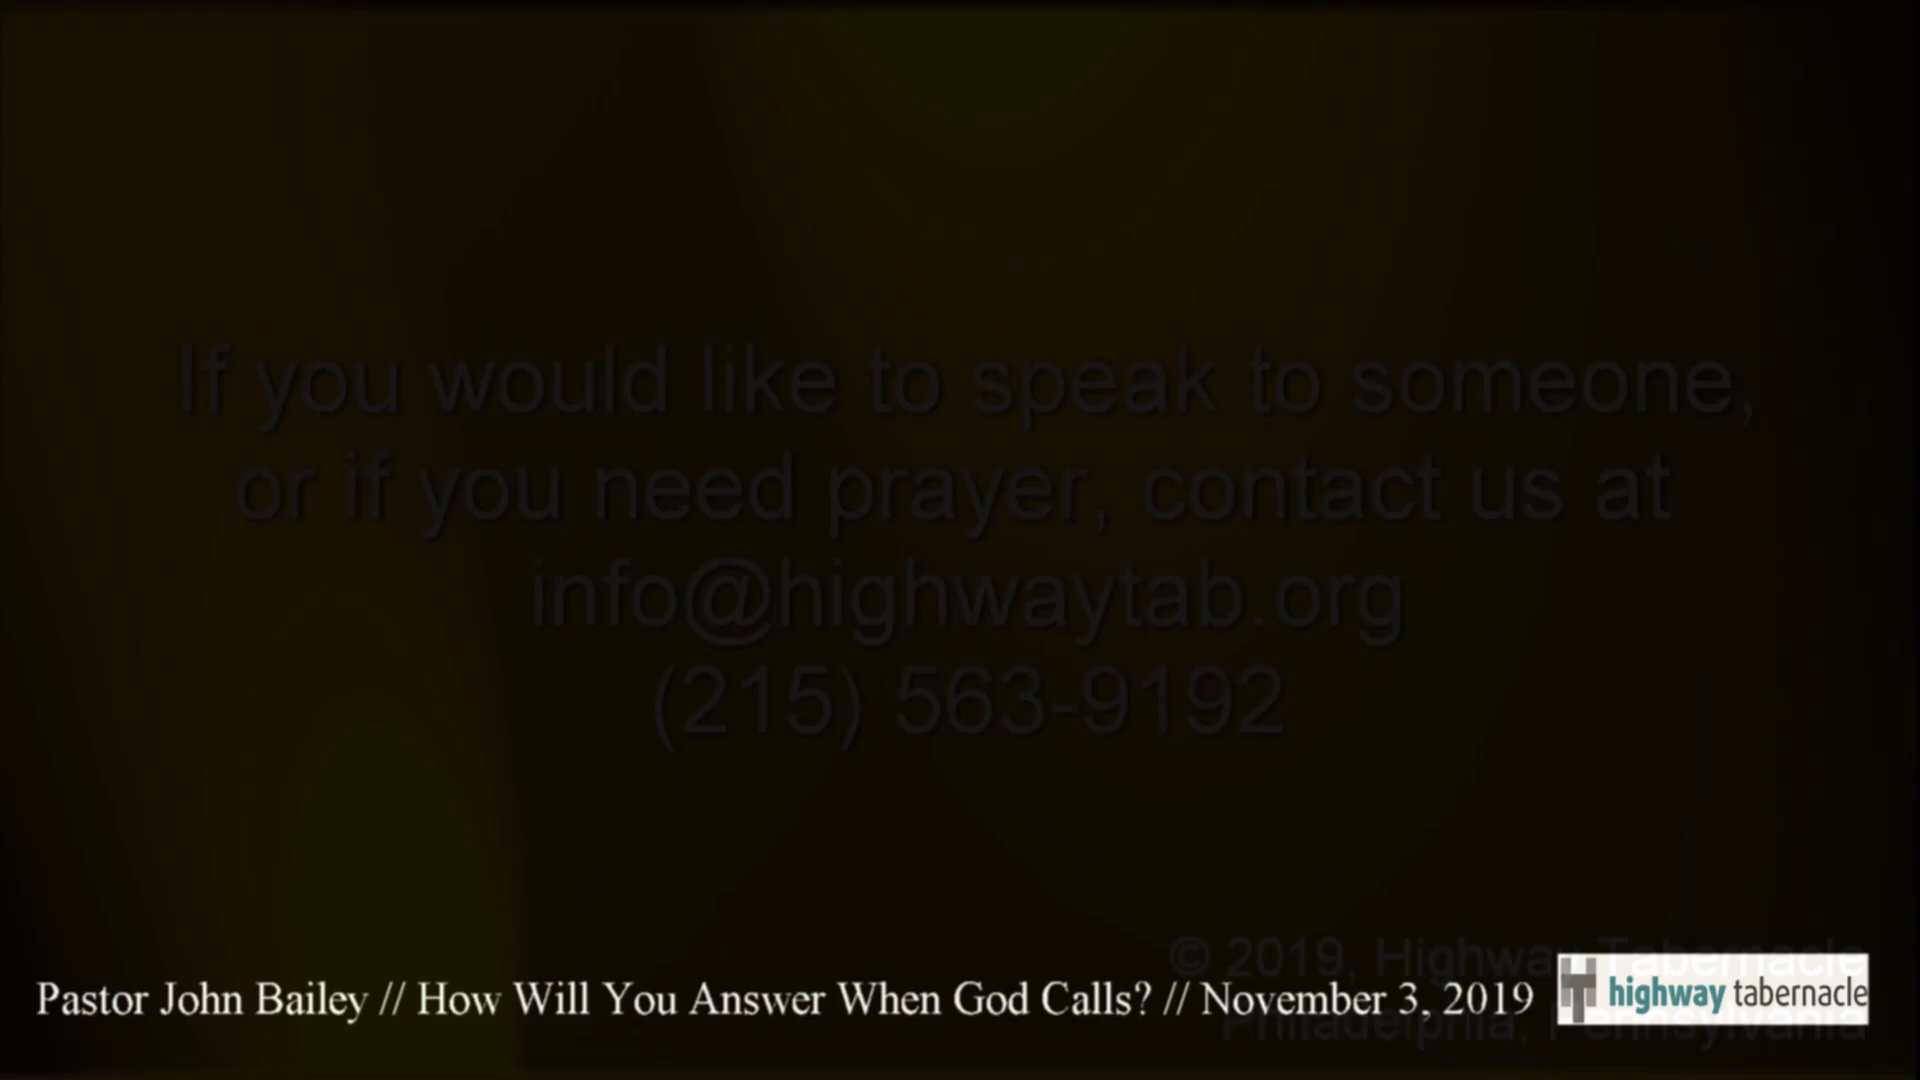 If you would like to speak to someone,
or if you need prayer, contact us at
info@highwaytab.org
(215) 563-9192
© 2019, Highway Tabernacle
Philadelphia, Pennsylvania
Pastor John Bailey // How Will You Answer When God Calls? // November 3, 2019
highway tabernacle